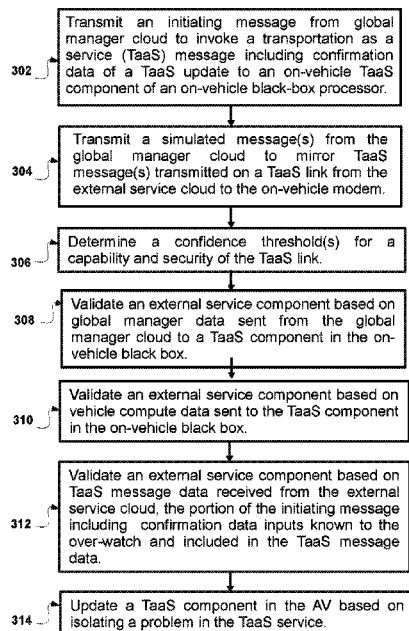 Transmit an initiating message from global
manager cloud to invoke a transportation as a
service (TaaS) message including confirmation
data of a TaaS update to an on-vehicle TaaS
component of an on-vehicle black-box processor.
302
Transmit a simulated message(s) from the
global manager cloud to mirror TaaS
message(s) transmitted on a TaaS link from the
external service cloud to the on-vehicle modem.
304
Determine a confidence threshold(s) for a
capability and security of the TaaS link.
306
Validate an external service component based on
global manager data sent from the global
manager cloud to a TaaS component in the on-
vehicle black box.
308
Validate an external service component based on
vehicle compute data sent to the TaaS component
in the on-vehicle black box.
310
Validate an external service component based on
TaaS message data received from the external
service cloud, the portion of the initiating message
including confirmation data inputs known to the
over-watch and included in the TaaS message
data.
312
Update a TaaS component in the AV based on
isolating a problem in the TaaS service.
314